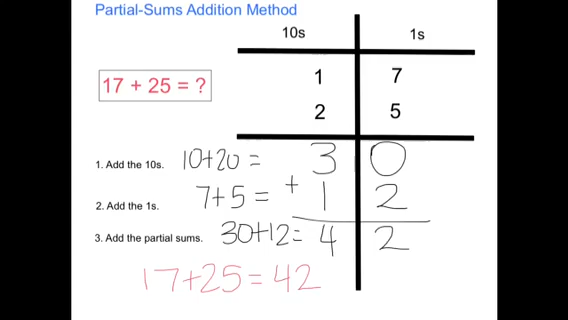 Partial-Sums Addition Method
10s 1s
17 + 25 = ?
1 7
2 5
1. Add the 10s. 10+20 = 3 0
2. Add the 1s. 7+5 = + 1 2
3. Add the partial sums. 30+12= 4 2
17+25=42